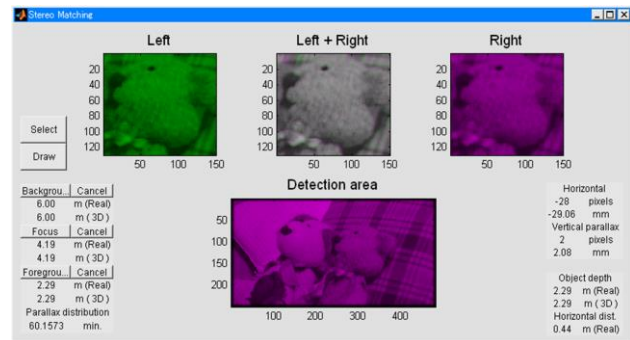 Stereo Matching
Left
Left + Right
Right
20
40
60
80
100
120
50 100 150
20
40
60
80
100
120
50 100 150
20
40
60
80
100
120
50 100 150
Select
Draw
Detection area
50
100
150
200
100 200 300 400
Backgrou... Cancel
6.00 m (Real)
6.00 m ( 3D )
Focus Cancel
4.19 m (Real)
4.19 m ( 3D )
Foregrou... Cancel
2.29 m (Real)
2.29 m ( 3D )
Parallax distribution
60.1573 min.
Horizontal
-28 pixels
-29.06 mm
Vertical parallax
2 pixels
2.08 mm
Object depth
2.29 m (Real)
2.29 m ( 3D )
Horizontal dist.
0.44 m (Real)